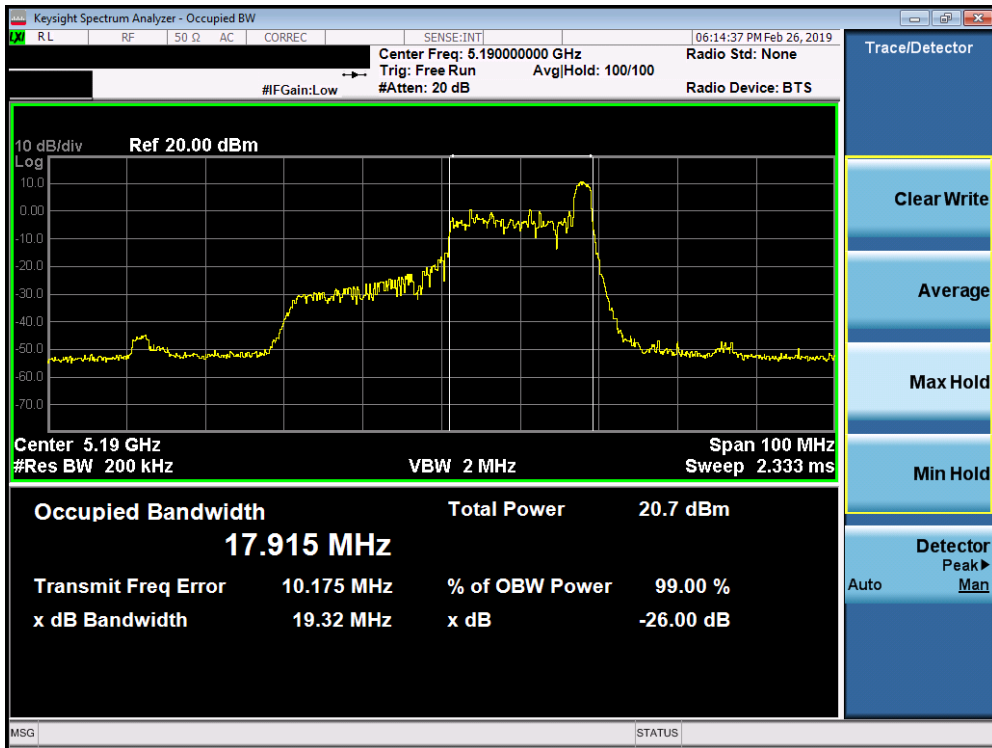 Keysight Spectrum Analyzer - Occupied BW
LXI RL RF 50 Ω AC CORREC SENSE:INT 06:14:37 PM Feb 26, 2019
Center Freq: 5.190000000 GHz Radio Std: None
Trig: Free Run Avg|Hold: 100/100
#IFGain:Low #Atten: 20 dB Radio Device: BTS
10 dB/div Ref 20.00 dBm
Log
10.0
0.00
-10.0
-20.0
-30.0
-40.0
-50.0
-60.0
-70.0
Center 5.19 GHz Span 100 MHz
#Res BW 200 kHz VBW 2 MHz Sweep 2.333 ms
Occupied Bandwidth Total Power 20.7 dBm
17.915 MHz
Transmit Freq Error 10.175 MHz % of OBW Power 99.00 %
x dB Bandwidth 19.32 MHz x dB -26.00 dB
Trace/Detector
Clear Write
Average
Max Hold
Min Hold
Detector
Peak▶
Auto Man
MSG STATUS